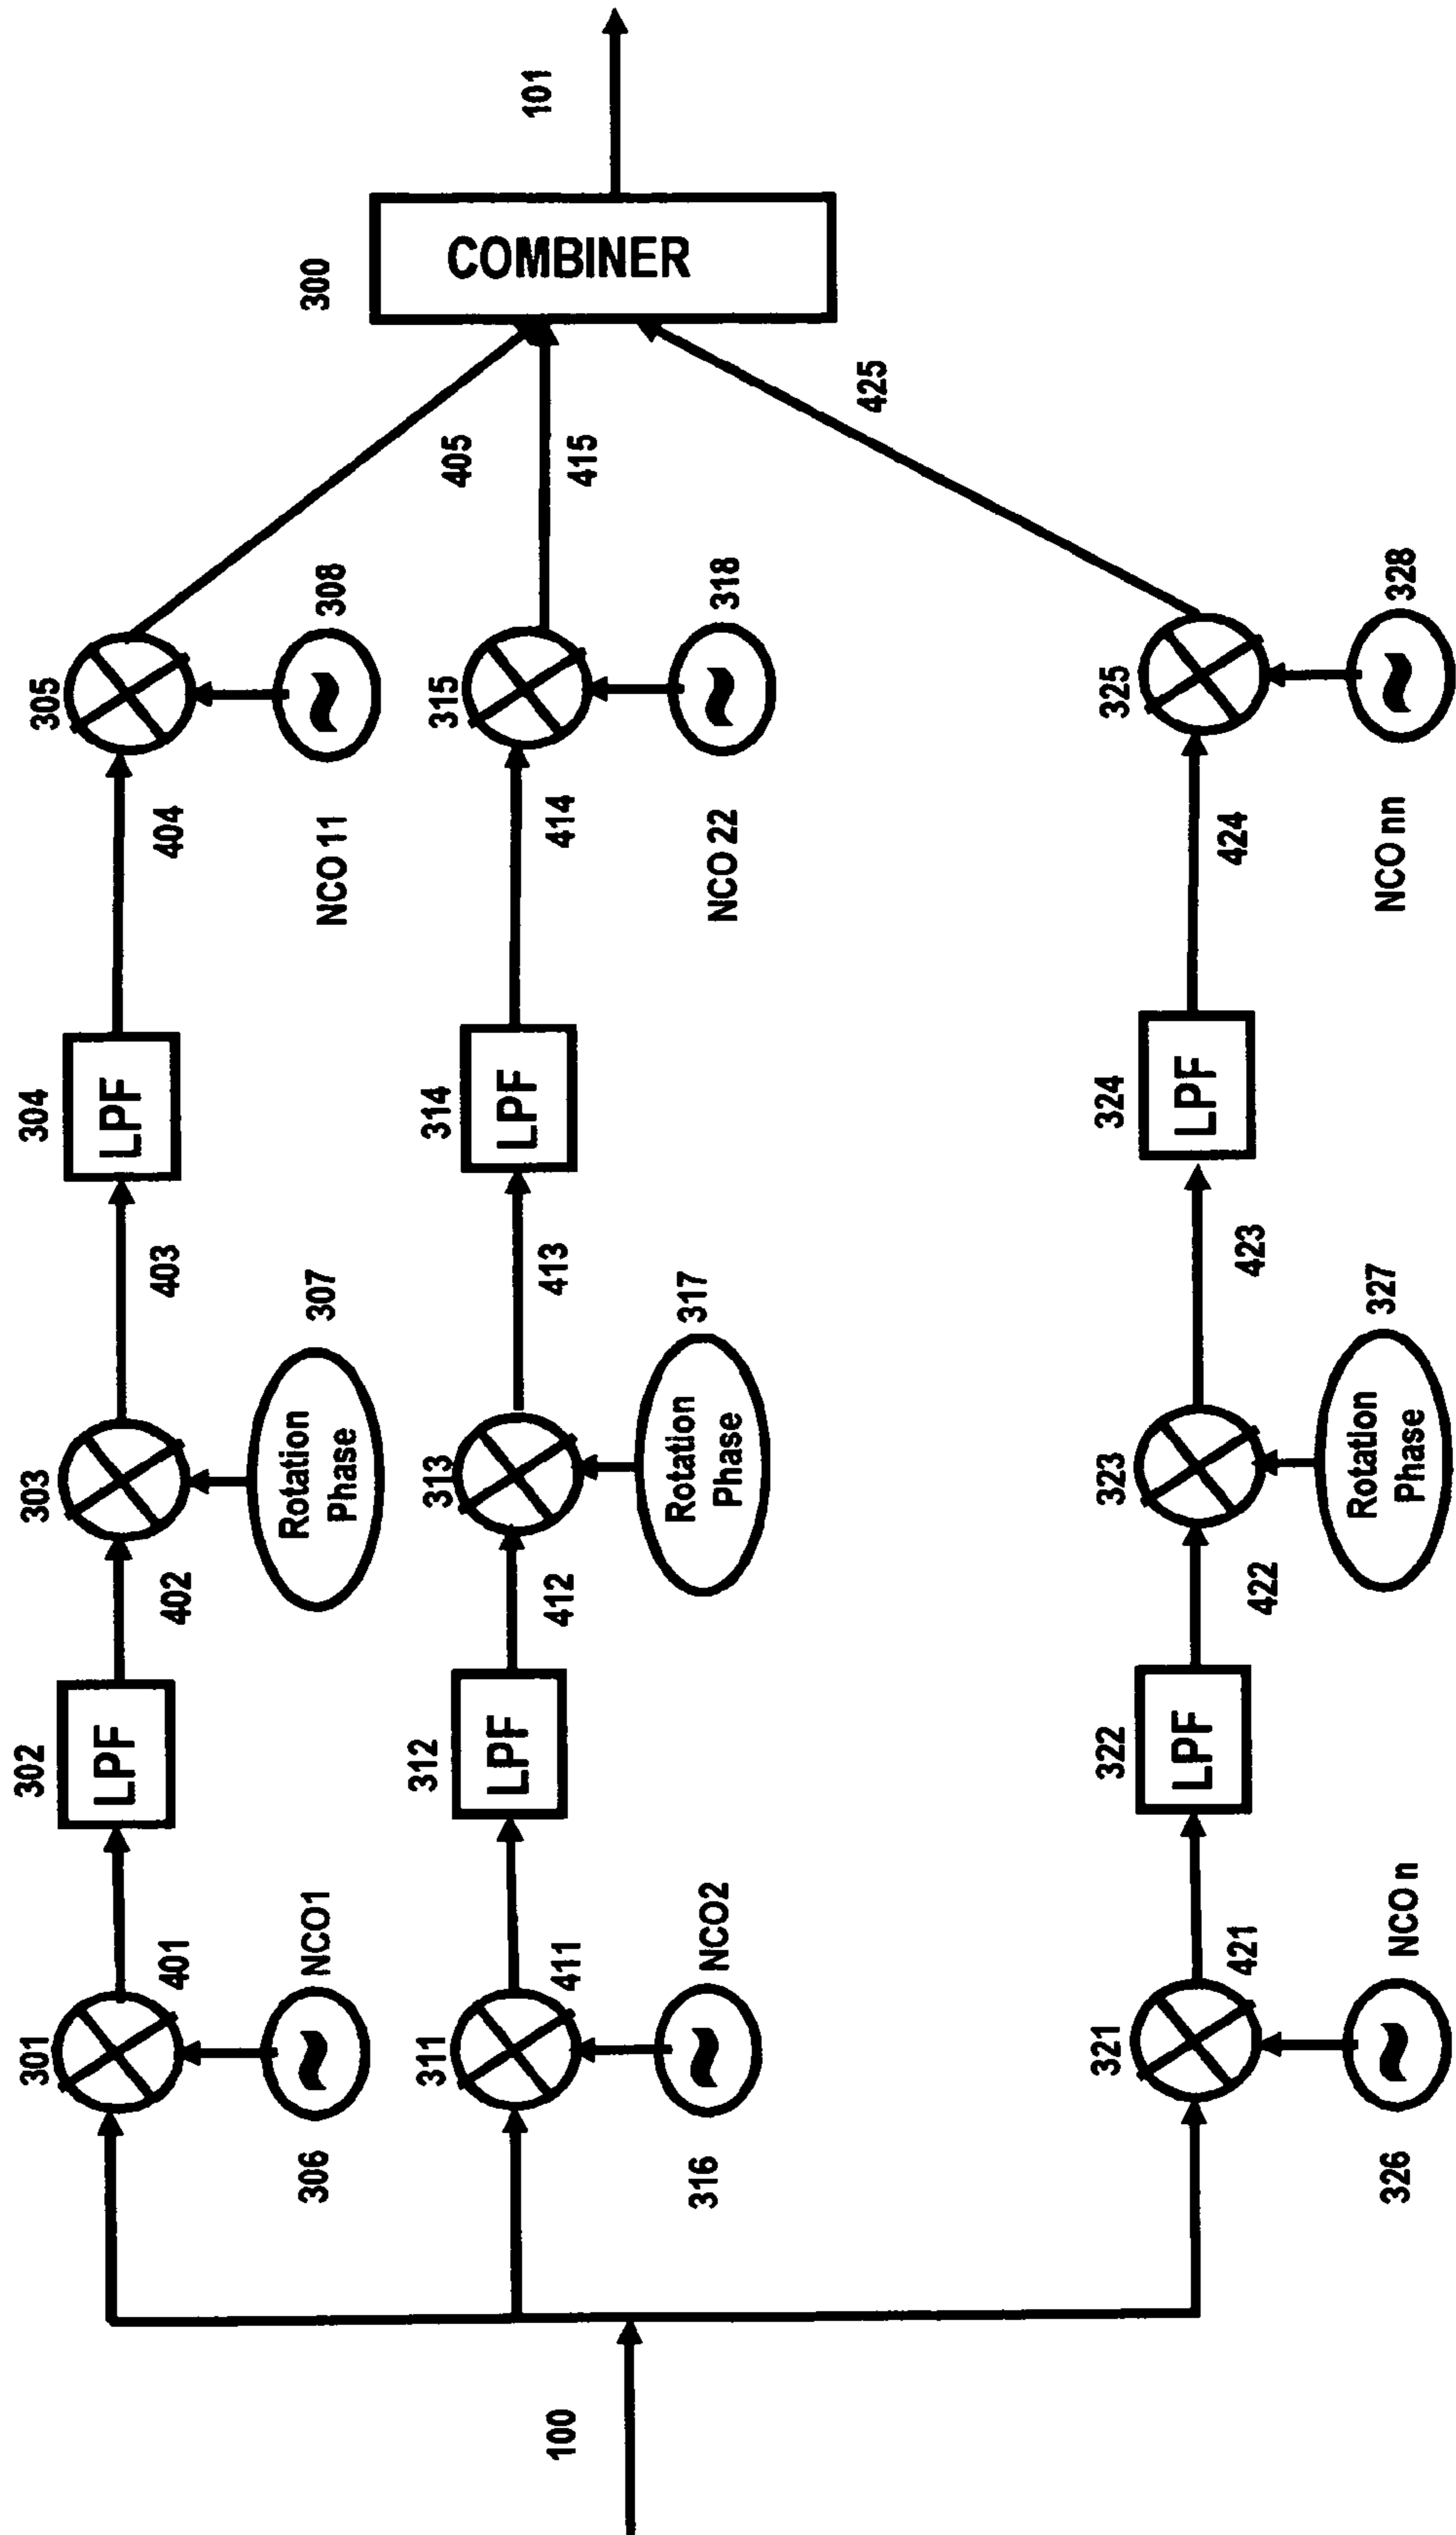 301
401
302
LPF
402
303
403
304
LPF
404
305
405
306
NCO1
Rotation
Phase
307
NCO 11
308
100
300
COMBINER
101
311
411
312
LPF
412
313
413
314
LPF
414
315
415
316
NCO2
Rotation
Phase
317
NCO 22
318
425
321
421
322
LPF
422
323
423
324
LPF
424
325
326
NCO n
Rotation
Phase
327
NCO nn
328